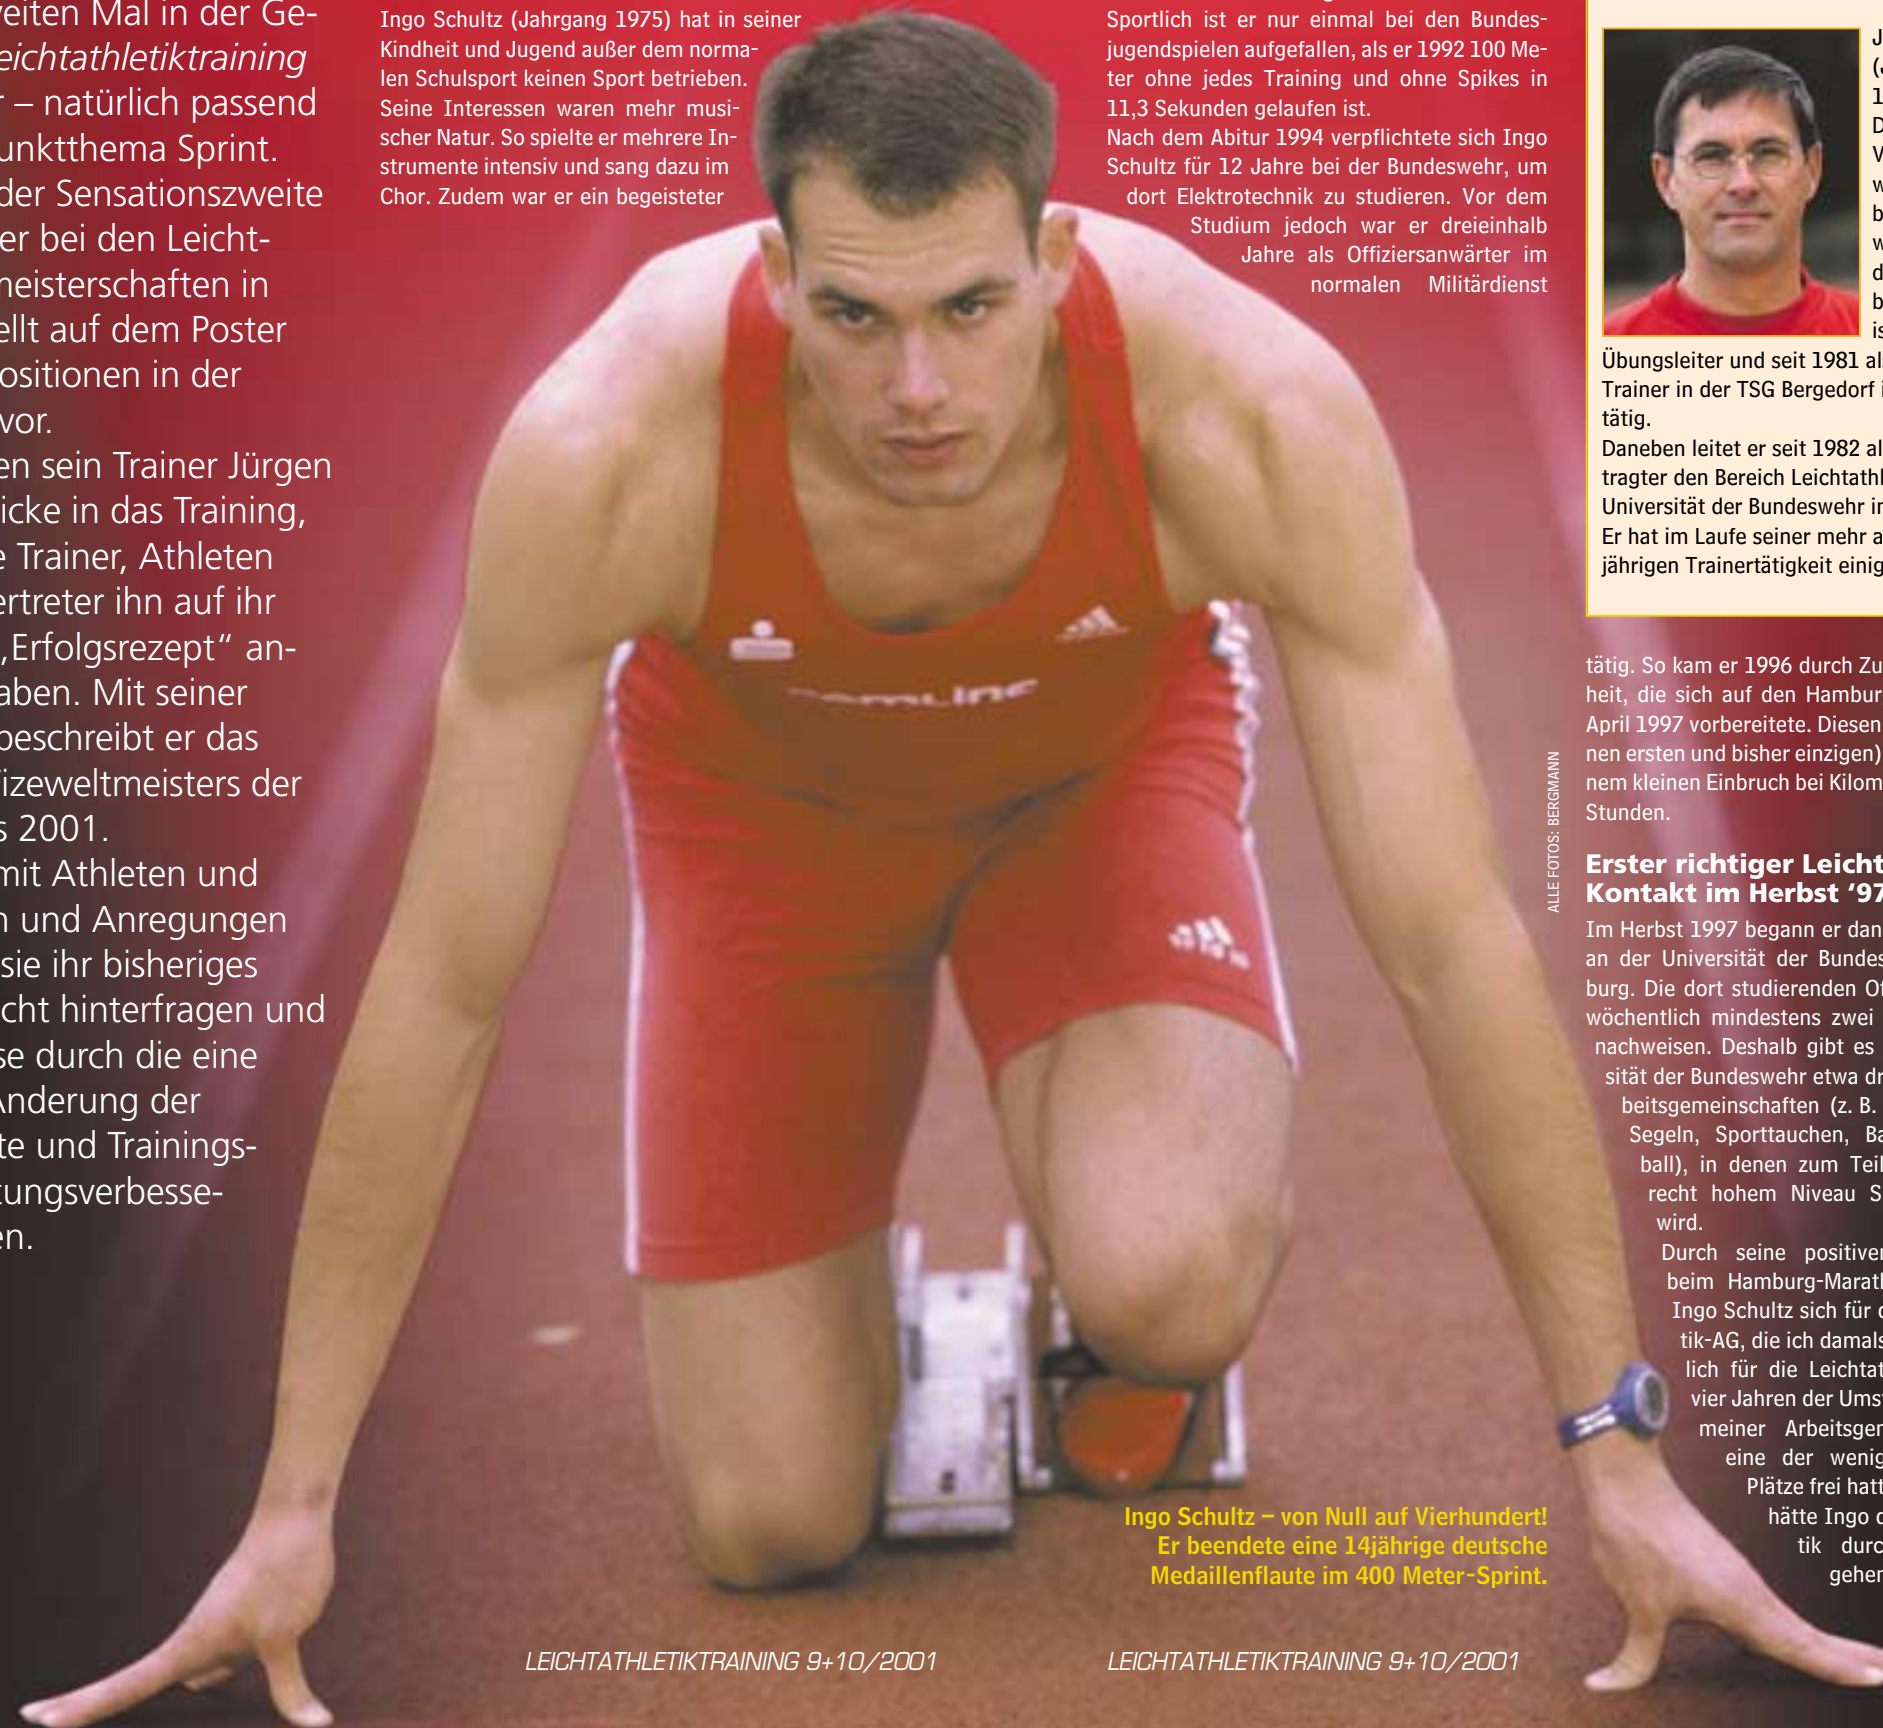 weiten Mal in der Ge-
eichtathletiktraining
r – natürlich passend
unktthema Sprint.
der Sensationszweite
er bei den Leicht-
meisterschaften in
ellt auf dem Poster
ositionen in der
vor.
en sein Trainer Jürgen
icke in das Training,
e Trainer, Athleten
ertreter ihn auf ihr
„Erfolgsrezept“ an-
aben. Mit seiner
beschreibt er das
izeweltmeisters der
s 2001.
mit Athleten und
n und Anregungen
sie ihr bisheriges
cht hinterfragen und
se durch die eine
Änderung der
te und Trainings-
tungsverbesse-
en.
Ingo Schultz (Jahrgang 1975) hat in seiner
Kindheit und Jugend außer dem norma-
len Schulsport keinen Sport betrieben.
Seine Interessen waren mehr musi-
scher Natur. So spielte er mehrere In-
strumente intensiv und sang dazu im
Chor. Zudem war er ein begeisteter
Sportlich ist er nur einmal bei den Bundes-
jugendspielen aufgefallen, als er 1992 100 Me-
ter ohne jedes Training und ohne Spikes in
11,3 Sekunden gelaufen ist.
Nach dem Abitur 1994 verpflichtete sich Ingo
Schultz für 12 Jahre bei der Bundeswehr, um
dort Elektrotechnik zu studieren. Vor dem
Studium jedoch war er dreieinhalb
Jahre als Offiziersanwärter im
normalen Militärdienst
ALLE FOTOS: BERGMANN
Ingo Schultz – von Null auf Vierhundert!
Er beendete eine 14jährige deutsche
Medaillenflaute im 400 Meter-Sprint.
J
(J
1
D
V
w
b
w
d
b
is
Übungsleiter und seit 1981 als
Trainer in der TSG Bergedorf i
tätig.
Daneben leitet er seit 1982 al
tragter den Bereich Leichtathl
Universität der Bundeswehr in
Er hat im Laufe seiner mehr a
jährigen Trainertätigkeit einig
tätig. So kam er 1996 durch Zu
heit, die sich auf den Hambur
April 1997 vorbereitete. Diesen
nen ersten und bisher einzigen)
nem kleinen Einbruch bei Kilom
Stunden.
Erster richtiger Leicht
Kontakt im Herbst ‘97
Im Herbst 1997 begann er dan
an der Universität der Bundes
burg. Die dort studierenden Of
wöchentlich mindestens zwei
nachweisen. Deshalb gibt es
sität der Bundeswehr etwa dr
beitsgemeinschaften (z. B.
Segeln, Sporttauchen, Ba
ball), in denen zum Teil
recht hohem Niveau S
wird.
Durch seine positiven
beim Hamburg-Marath
Ingo Schultz sich für d
tik-AG, die ich damals
lich für die Leichtat
vier Jahren der Umst
meiner Arbeitsgem
eine der wenig
Plätze frei hatt
hätte Ingo d
tik durc
gehen
LEICHTATHLETIKTRAINING 9+10/2001
LEICHTATHLETIKTRAINING 9+10/2001